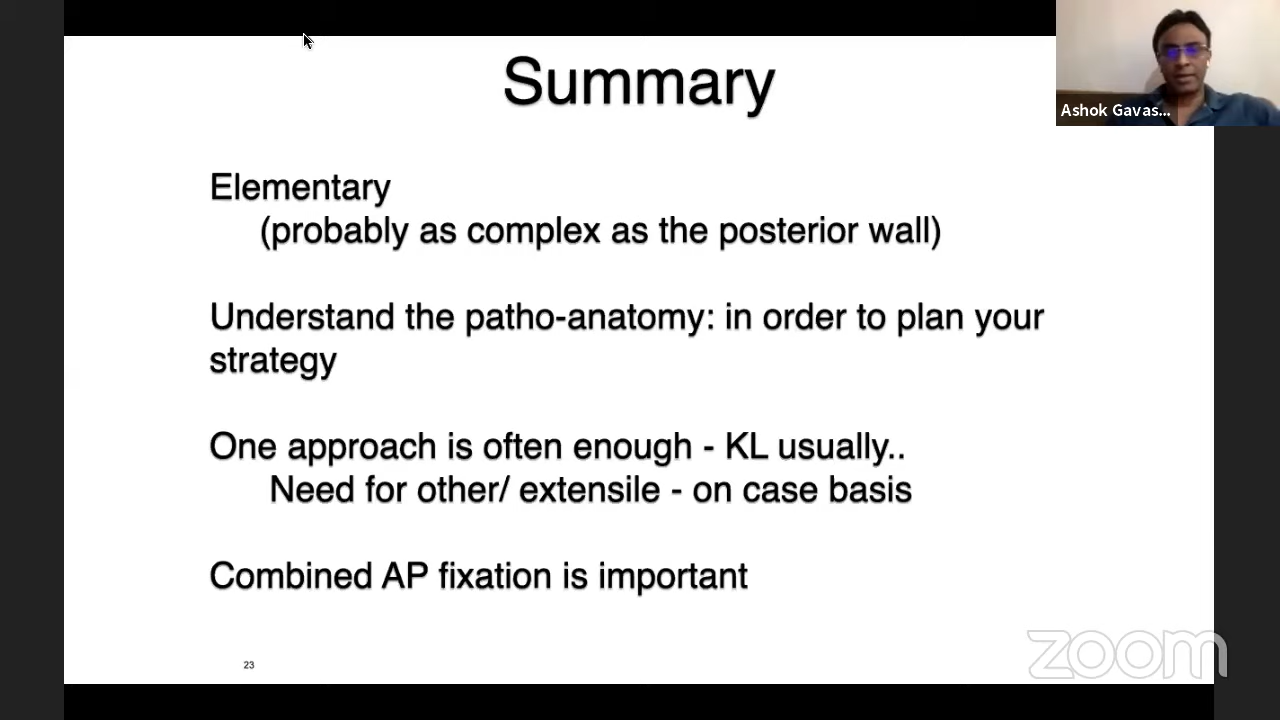 Summary
Ashok Gavas...
Elementary
(probably as complex as the posterior wall)
Understand the patho-anatomy: in order to plan your
strategy
One approach is often enough - KL usually..
Need for other/ extensile - on case basis
Combined AP fixation is important
23
zoom